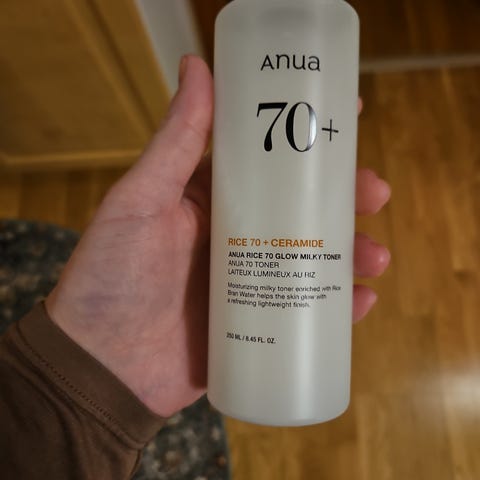 Anua
70+
RICE 70 + CERAMIDE
ANUA RICE 70 GLOW MILKY TONER
ANUA 70 TONER
LAITEUX LUMINEUX AU RIZ
Moisturizing milky toner enriched with Rice
Bran Water helps the skin glow with
a refreshing lightweight finish.
250 ML / 8.45 FL. OZ.